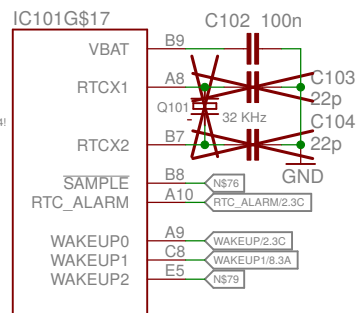 IC101G$17
C102 100n
VBAT B9
RTCX1 A8
C103
22p
Q101
32 KHz
C104
22p
RTCX2 B7
GND
4!
SAMPLE B8 N$76
RTC_ALARM A10 RTC_ALARM/2.3C
WAKEUP0 A9 WAKEUP/2.3C
WAKEUP1 C8 WAKEUP1/8.3A
WAKEUP2 E5 N$79